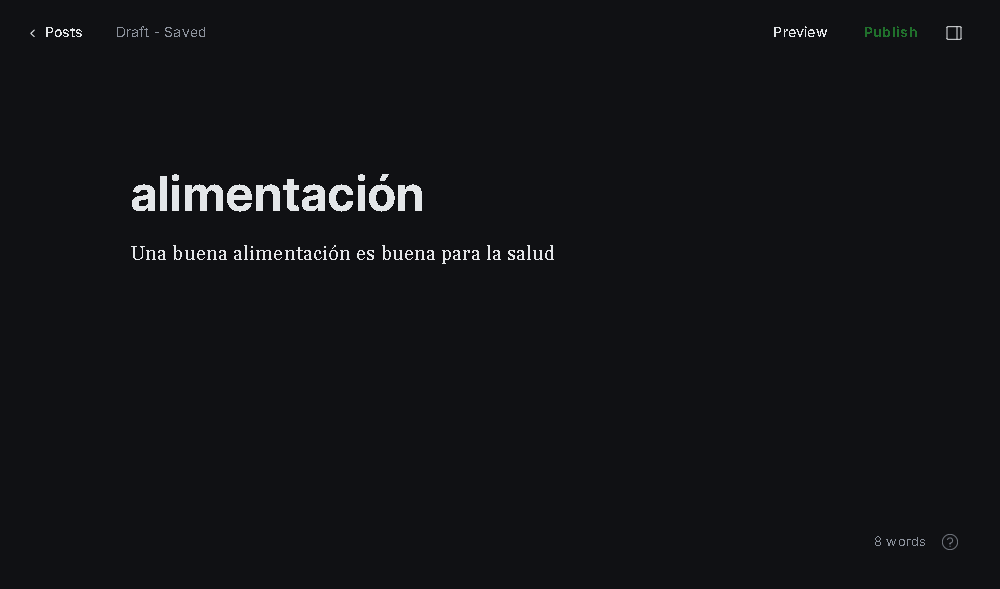 Posts Draft - Saved Preview Publish
alimentación
Una buena alimentación es buena para la salud
8 words